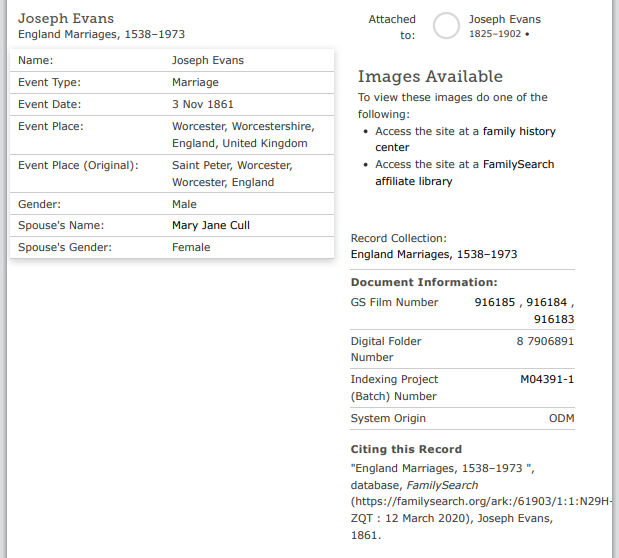 Joseph Evans
England Marriages, 1538–1973
Name: Joseph Evans
Event Type: Marriage
Event Date: 3 Nov 1861
Event Place: Worcester, Worcestershire,
England, United Kingdom
Event Place (Original): Saint Peter, Worcester,
Worcester, England
Gender: Male
Spouse's Name: Mary Jane Cull
Spouse's Gender: Female
Attached
to:
Joseph Evans
1825–1902 •
Images Available
To view these images do one of the
following:
• Access the site at a family history
center
• Access the site at a FamilySearch
affiliate library
Record Collection:
England Marriages, 1538–1973
Document Information:
GS Film Number 916185 , 916184 ,
916183
Digital Folder 8 7906891
Number
Indexing Project M04391-1
(Batch) Number
System Origin ODM
Citing this Record
"England Marriages, 1538–1973 ",
database, FamilySearch
(https://familysearch.org/ark:/61903/1:1:N29H-
ZQT : 12 March 2020), Joseph Evans,
1861.